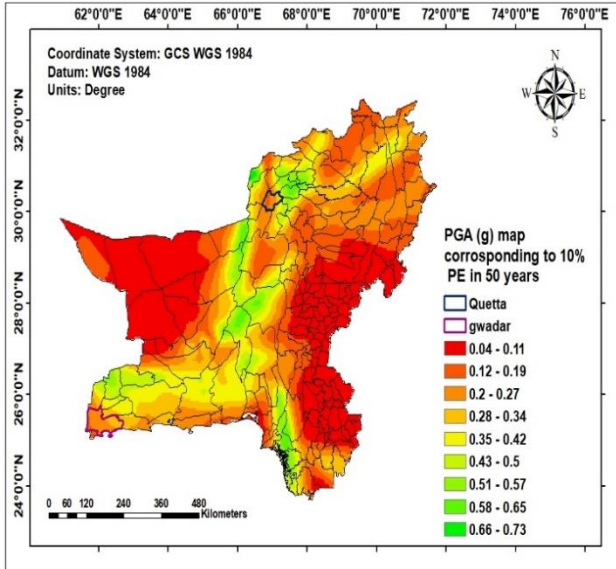 62°0'0"E 64°0'0"E 66°0'0"E 68°0'0"E 70°0'0"E 72°0'0"E 74°0'0"E 76°0'0"E
Coordinate System: GCS WGS 1984
Datum: WGS 1984
Units: Degree
N
W E
S
32°0'0"N
30°0'0"N
28°0'0"N
26°0'0"N
24°0'0"N
PGA (g) map
corrosponding to 10%
PE in 50 years
Quetta
gwadar
0.04 - 0.11
0.12 - 0.19
0.2 - 0.27
0.28 - 0.34
0.35 - 0.42
0.43 - 0.5
0.51 - 0.57
0.58 - 0.65
0.66 - 0.73
0 60 120 240 360 480
Kilometers